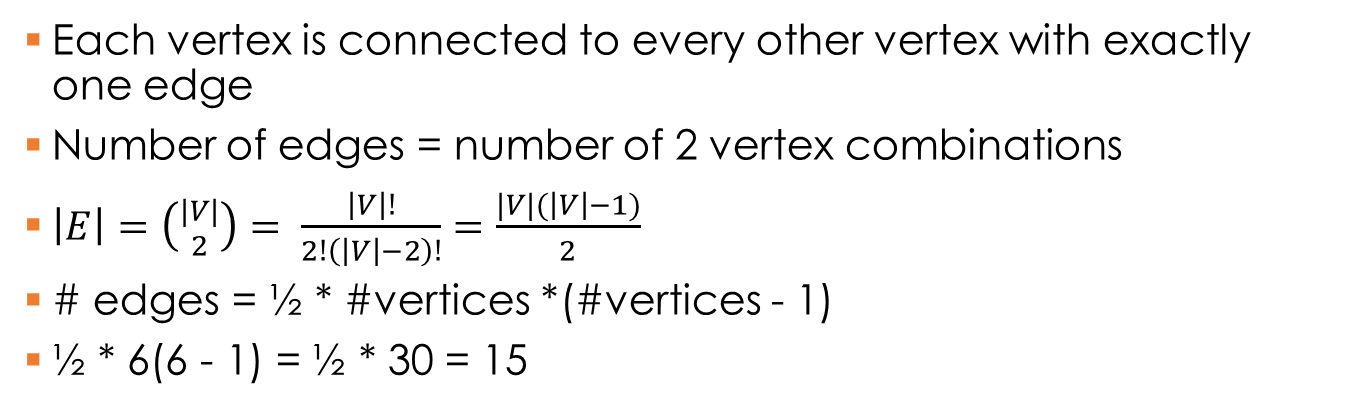 ▪ Each vertex is connected to every other vertex with exactly
one edge
▪ Number of edges = number of 2 vertex combinations
▪ |E| = (|V| 2) = |V|! / 2!(|V|−2)! = |V|(|V|−1) / 2
▪ # edges = ½ * #vertices *(#vertices - 1)
▪ ½ * 6(6 - 1) = ½ * 30 = 15